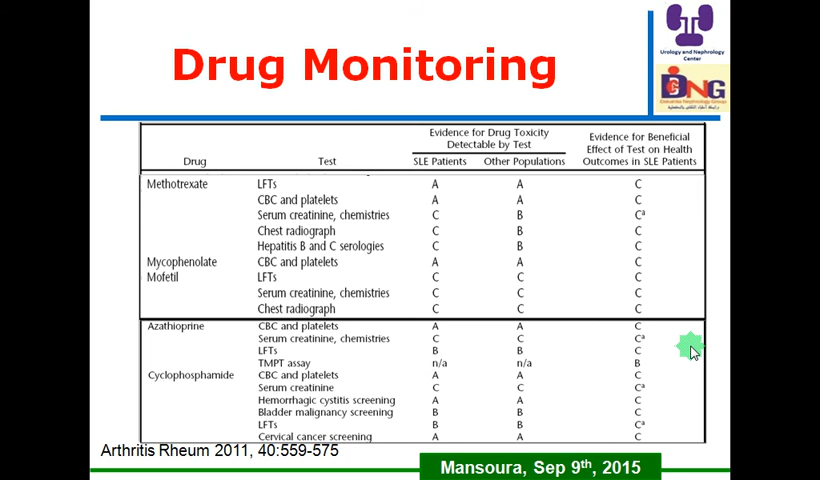 Drug Monitoring
Urology and Nephrology
Center
DNG
Evidence for Drug Toxicity
Detectable by Test
Evidence for Beneficial
Effect of Test on Health
Outcomes in SLE Patients
Drug Test SLE Patients Other Populations
Methotrexate LFTs A A C
CBC and platelets A A C
Serum creatinine, chemistries C B Cᵃ
Chest radiograph C B C
Hepatitis B and C serologies C B C
Mycophenolate CBC and platelets A A C
Mofetil LFTs C C C
Serum creatinine, chemistries C C C
Chest radiograph C C C
Azathioprine CBC and platelets A A C
Serum creatinine, chemistries C C Cᵃ
LFTs B B C
TMPT assay n/a n/a B
Cyclophosphamide CBC and platelets A A C
Serum creatinine C C Cᵃ
Hemorrhagic cystitis screening A A C
Bladder malignancy screening B B C
LFTs B B Cᵃ
Cervical cancer screening A A C
Arthritis Rheum 2011, 40:559-575
Mansoura, Sep 9ᵗʰ, 2015